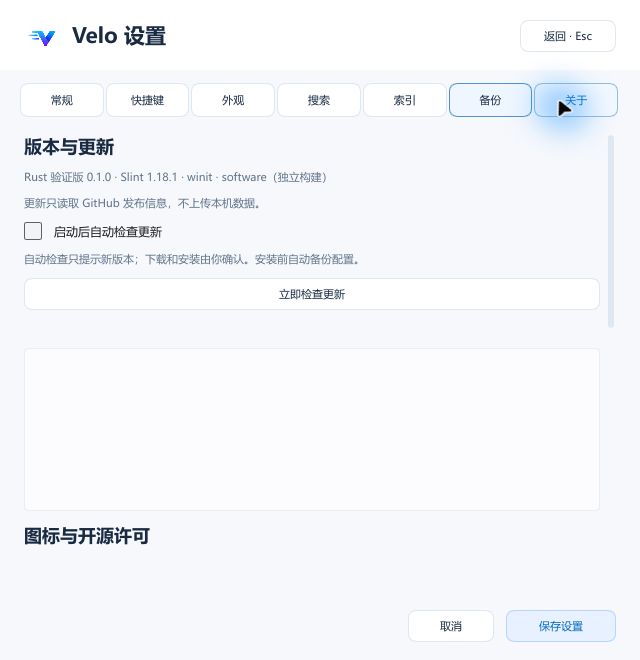 Velo 设置
返回 · Esc
常规
快捷键
外观
搜索
索引
备份
关于
版本与更新
Rust 验证版 0.1.0 · Slint 1.18.1 · winit · software（独立构建）
更新只读取 GitHub 发布信息，不上传本机数据。
启动后自动检查更新
自动检查只提示新版本；下载和安装由你确认。安装前自动备份配置。
立即检查更新
图标与开源许可
取消
保存设置